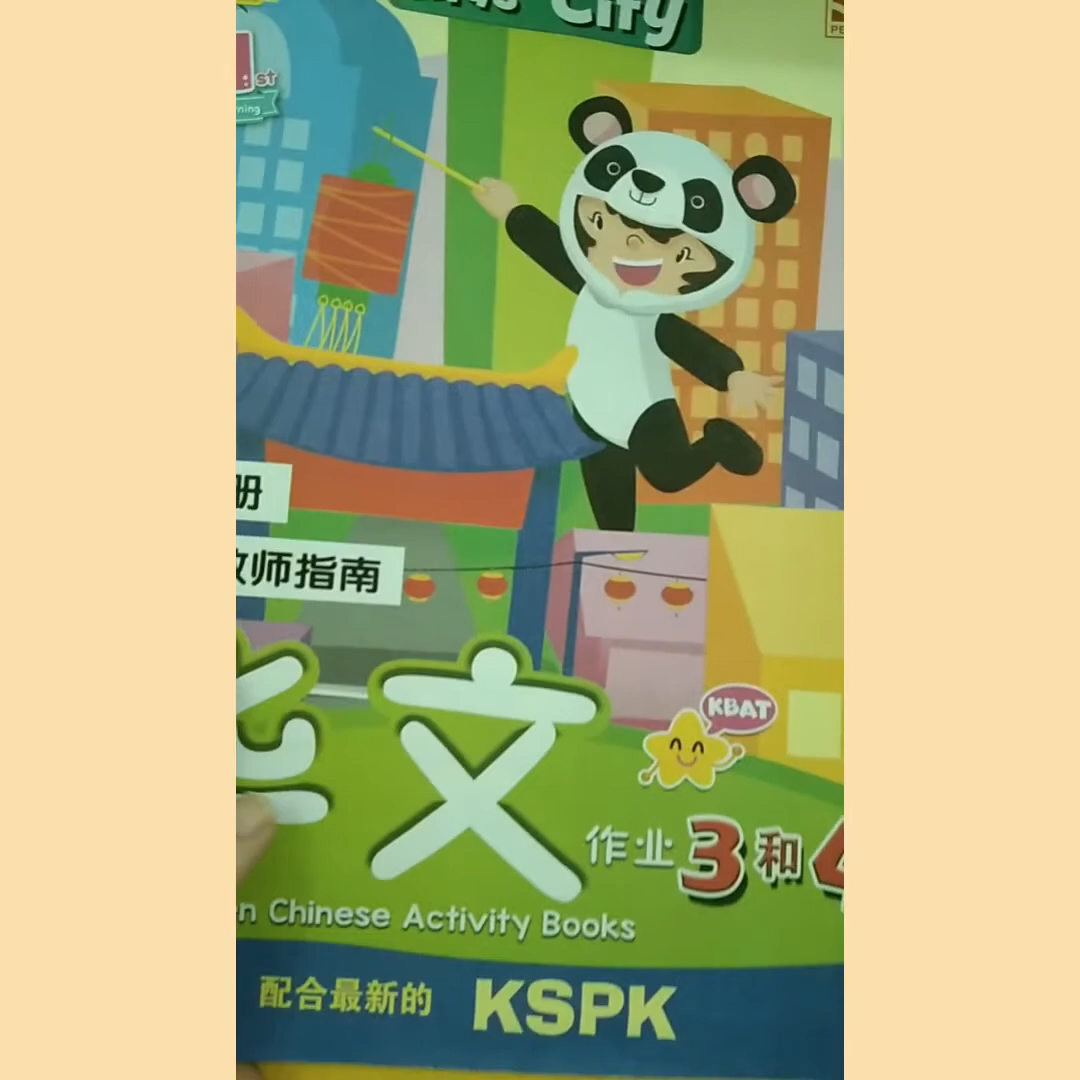 City
st
教师指南
文
KBAT
作业 3 和
Chinese Activity Books
配合最新的 KSPK